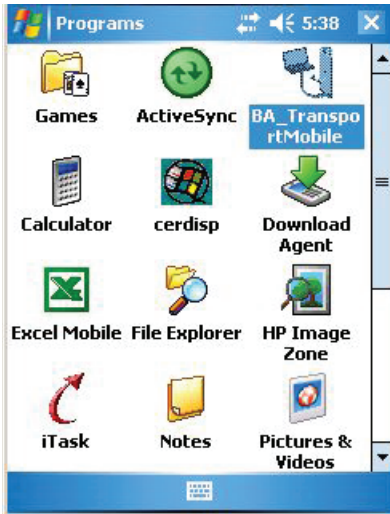 Programs 5:38
Games ActiveSync BA_Transpo
rtMobile
Calculator cerdisp Download
Agent
Excel Mobile File Explorer HP Image
Zone
iTask Notes Pictures &
Videos